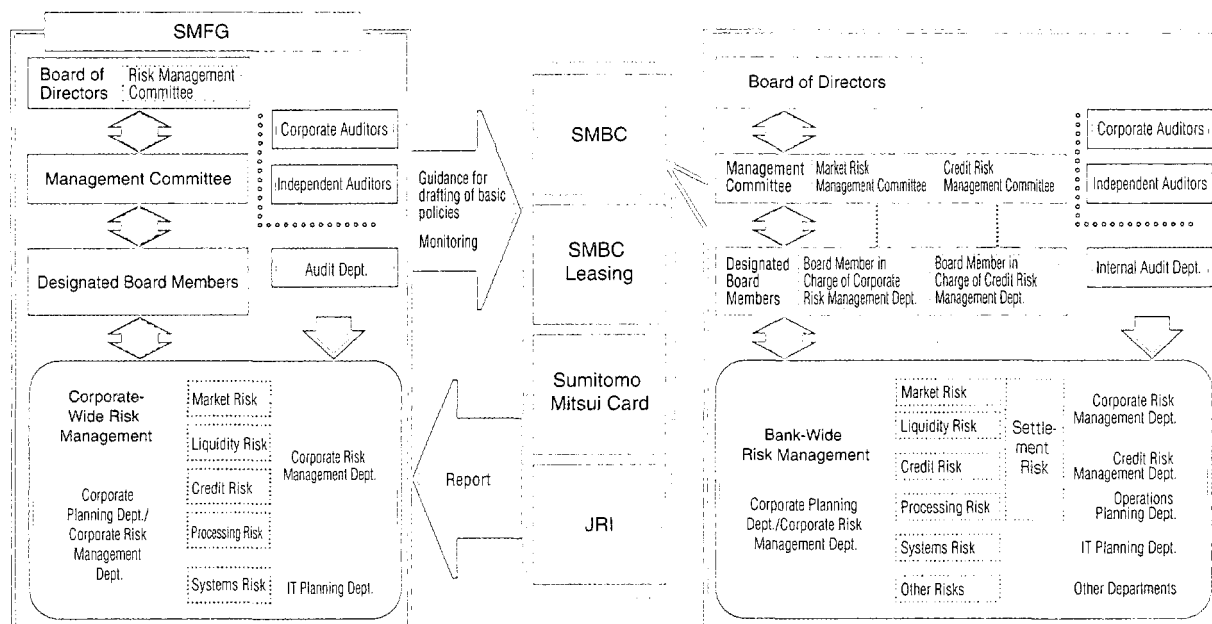 SMFG
Board of
Directors
Risk Management
Committee
Corporate Auditors
Management Committee
Independent Auditors
Designated Board Members
Audit Dept.
Corporate-
Wide Risk
Management
Corporate
Planning Dept./
Corporate Risk
Management
Dept.
Market Risk
Liquidity Risk
Credit Risk
Processing Risk
Systems Risk
Corporate Risk
Management Dept.
IT Planning Dept.
Guidance for
drafting of basic
policies
Monitoring
Report
SMBC
SMBC
Leasing
Sumitomo
Mitsui Card
JRI
Board of Directors
Corporate Auditors
Management
Committee
Market Risk
Management Committee
Credit Risk
Management Committee
Independent Auditors
Designated
Board
Members
Board Member in
Charge of Corporate
Risk Management Dept.
Board Member in
Charge of Credit Risk
Management Dept.
Internal Audit Dept.
Bank-Wide
Risk Management
Corporate Planning
Dept./Corporate Risk
Management Dept.
Market Risk
Liquidity Risk
Credit Risk
Processing Risk
Systems Risk
Other Risks
Settle-
ment
Risk
Corporate Risk
Management Dept.
Credit Risk
Management Dept.
Operations
Planning Dept.
IT Planning Dept.
Other Departments